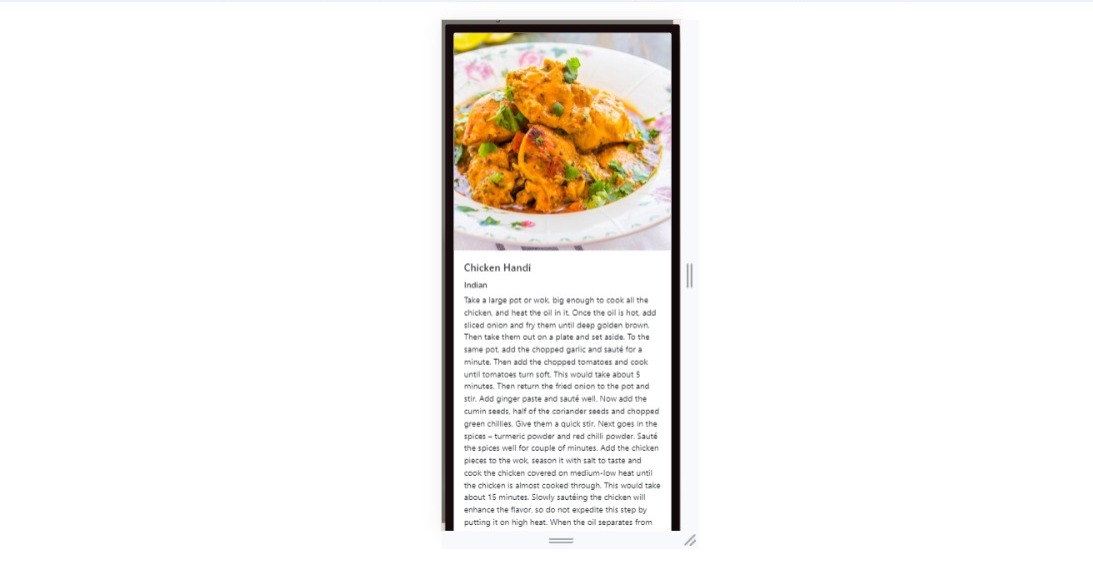 Chicken Handi
Indian
Take a large pot or wok, big enough to cook all the
chicken, and heat the oil in it. Once the oil is hot, add
sliced onion and fry them until deep golden brown.
Then take them out on a plate and set aside. To the
same pot, add the chopped garlic and sauté for a
minute. Then add the chopped tomatoes and cook
until tomatoes turn soft. This would take about 5
minutes. Then return the fried onion to the pot and
stir. Add ginger paste and sauté well. Now add the
cumin seeds, half of the coriander seeds and chopped
green chillies. Give them a quick stir. Next goes in the
spices – turmeric powder and red chilli powder. Sauté
the spices well for couple of minutes. Add the chicken
pieces to the wok, season it with salt to taste and
cook the chicken covered on medium-low heat until
the chicken is almost cooked through. This would take
about 15 minutes. Slowly sautéing the chicken will
enhance the flavor, so do not expedite this step by
putting it on high heat. When the oil separates from